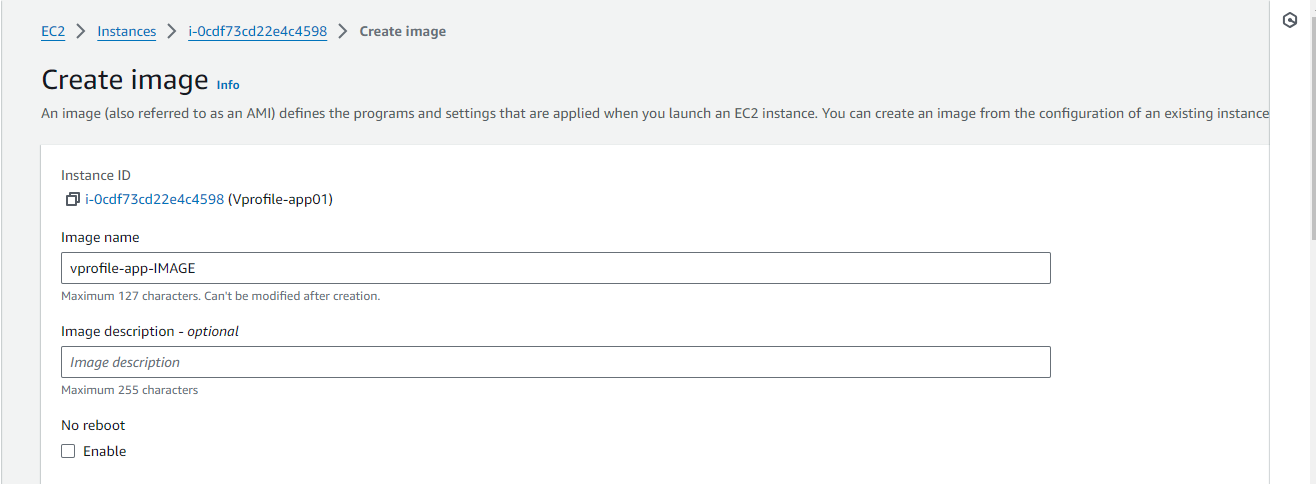 EC2 > Instances > i-0cdf73cd22e4c4598 > Create image
Create image Info
An image (also referred to as an AMI) defines the programs and settings that are applied when you launch an EC2 instance. You can create an image from the configuration of an existing instance
Instance ID
i-0cdf73cd22e4c4598 (Vprofile-app01)
Image name
vprofile-app-IMAGE
Maximum 127 characters. Can't be modified after creation.
Image description - optional
Image description
Maximum 255 characters
No reboot
Enable